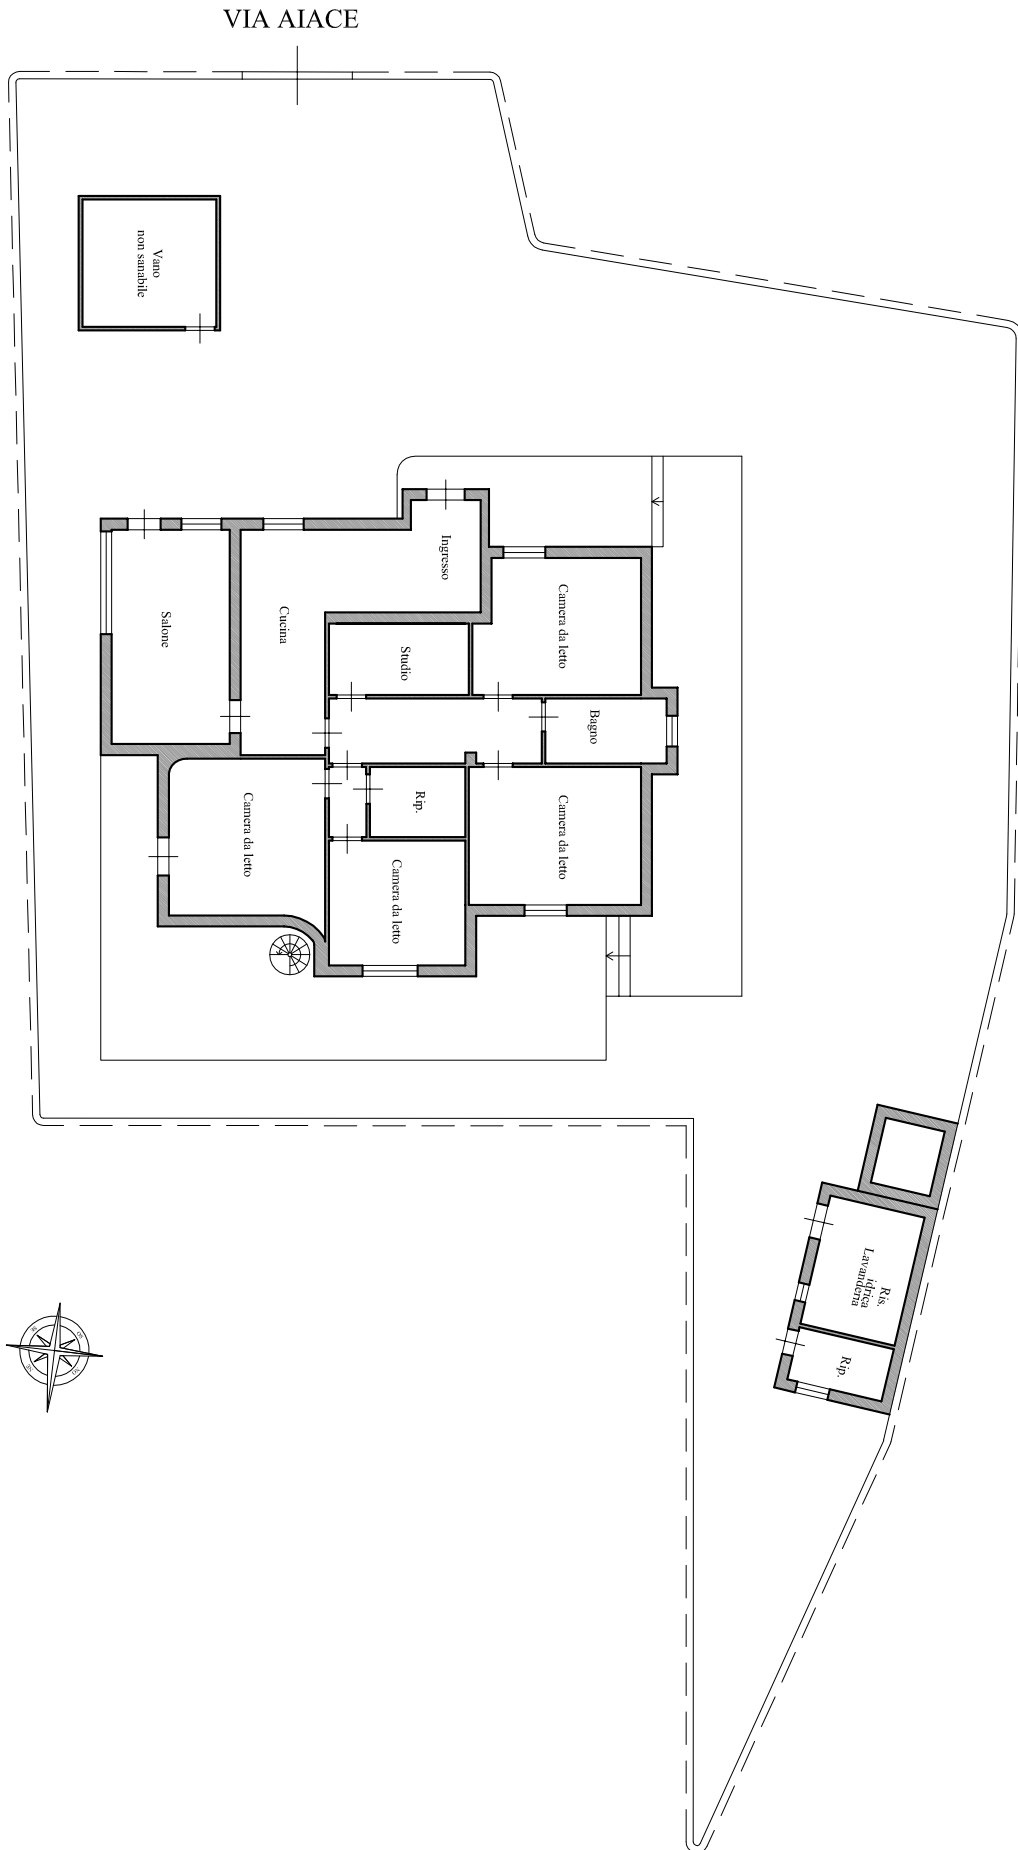 VIA AIACE
Vano
non sanabile
Ingresso
Camera da letto
Salone
Cucina
Studio
Bagno
Camera da letto
Rip.
Camera da letto
Camera da letto
Ris.
idrica
Lavanderia
Rip.